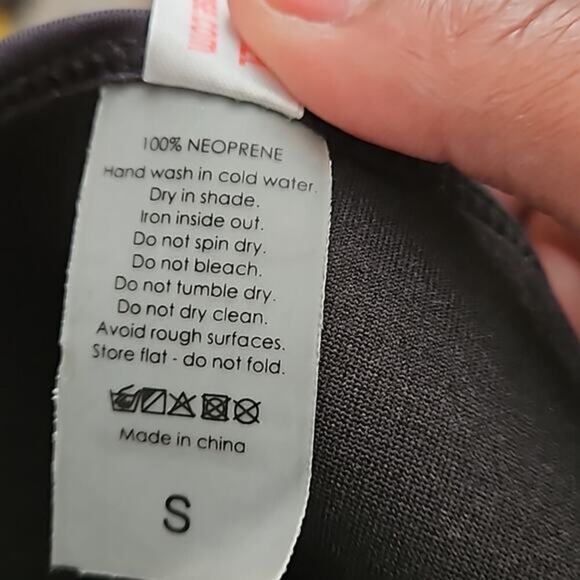 100% NEOPRENE
Hand wash in cold water.
Dry in shade.
Iron inside out.
Do not spin dry.
Do not bleach.
Do not tumble dry.
Do not dry clean.
Avoid rough surfaces.
Store flat - do not fold.
Made in china
S